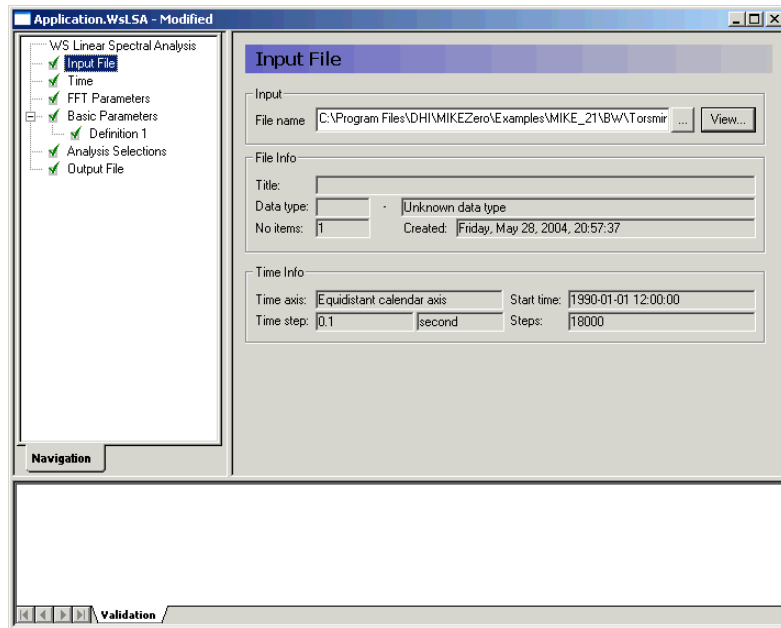 Application.WsLSA - Modified
WS Linear Spectral Analysis
Input File
Time
FFT Parameters
Basic Parameters
Definition 1
Analysis Selections
Output File
Navigation
Input File
Input
File name C:\Program Files\DHI\MIKEZero\Examples\MIKE_21\BW\Torsmir ... View...
File Info
Title:
Data type: - Unknown data type
No items: 1 Created: Friday, May 28, 2004, 20:57:37
Time Info
Time axis: Equidistant calendar axis Start time: 1990-01-01 12:00:00
Time step: 0.1 second Steps: 18000
Validation